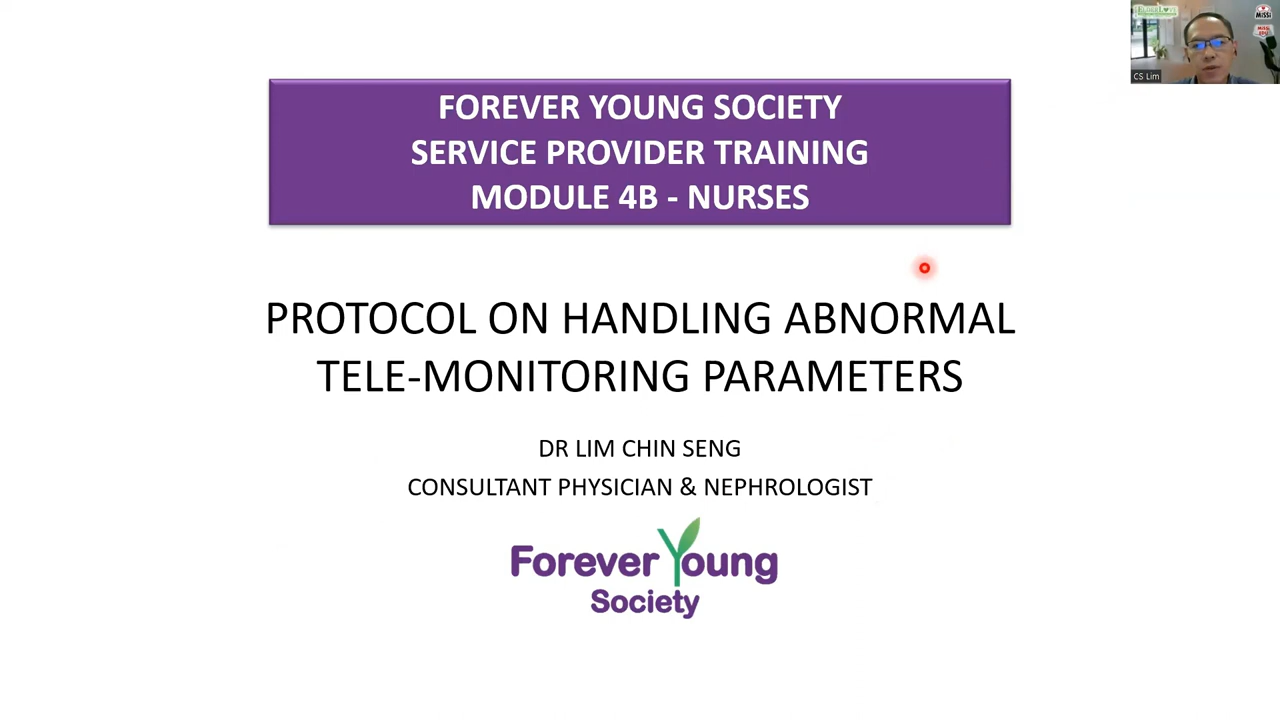 FOREVER YOUNG SOCIETY
SERVICE PROVIDER TRAINING
MODULE 4B - NURSES
PROTOCOL ON HANDLING ABNORMAL
TELE-MONITORING PARAMETERS
DR LIM CHIN SENG
CONSULTANT PHYSICIAN & NEPHROLOGIST
Forever Young
Society
CS Lim
MiSSi